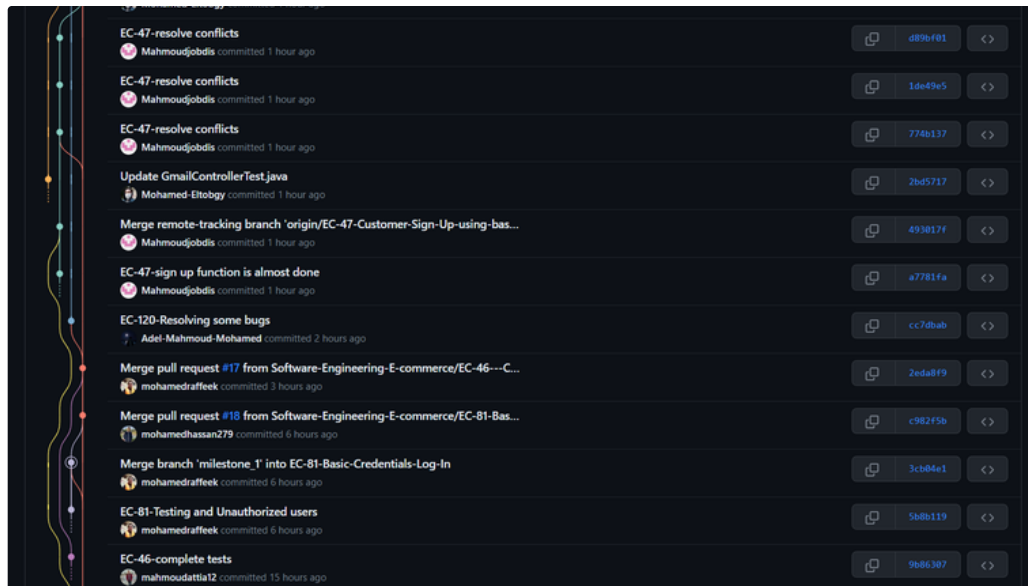 EC-47-resolve conflicts
d89bf01
Mahmoudjobdis committed 1 hour ago
EC-47-resolve conflicts
1de49e5
Mahmoudjobdis committed 1 hour ago
EC-47-resolve conflicts
774b137
Mahmoudjobdis committed 1 hour ago
Update GmailControllerTest.java
2bd5717
Mohamed-Eltobgy committed 1 hour ago
Merge remote-tracking branch 'origin/EC-47-Customer-Sign-Up-using-bas...
493017f
Mahmoudjobdis committed 1 hour ago
EC-47-sign up function is almost done
a7781fa
Mahmoudjobdis committed 1 hour ago
EC-120-Resolving some bugs
cc7dbab
Adel-Mahmoud-Mohamed committed 2 hours ago
Merge pull request #17 from Software-Engineering-E-commerce/EC-46---C...
2eda8f9
mohamedraffeek committed 3 hours ago
Merge pull request #18 from Software-Engineering-E-commerce/EC-81-Bas...
c982f5b
mohamedhassan279 committed 6 hours ago
Merge branch 'milestone_1' into EC-81-Basic-Credentials-Log-In
3cb04e1
mohamedraffeek committed 6 hours ago
EC-81-Testing and Unauthorized users
5b8b119
mohamedraffeek committed 6 hours ago
EC-46-complete tests
9b86307
mahmoudattia12 committed 15 hours ago